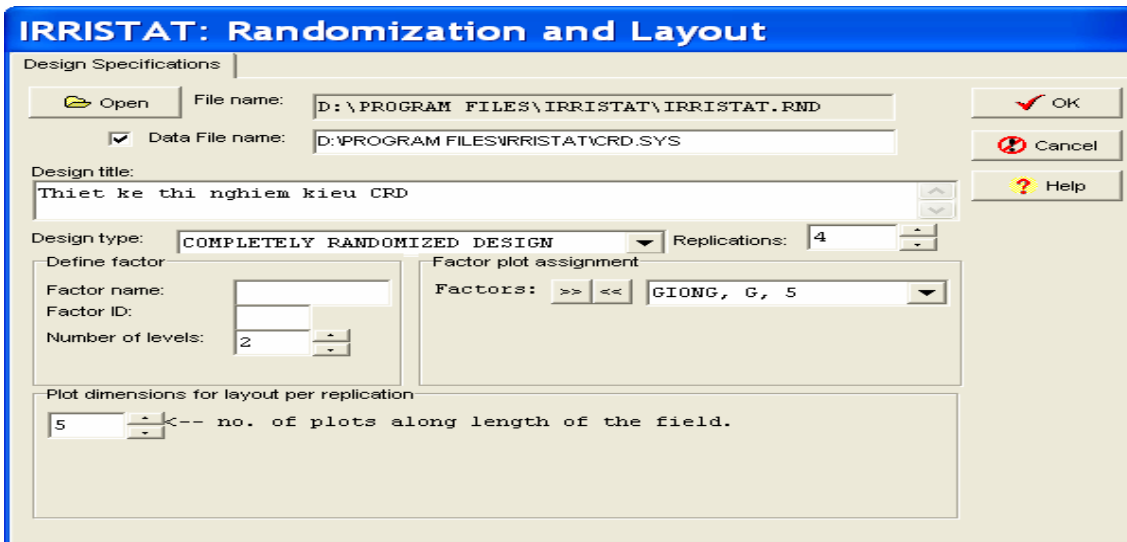 IRRISTAT: Randomization and Layout
Design Specifications
Open File name: D:\PROGRAM FILES\IRRISTAT\IRRISTAT.RND OK
Data File name: D:\PROGRAM FILES\IRRISTAT\CRD.SYS Cancel
Design title: Help
Thiet ke thi nghiem kieu CRD
Design type: COMPLETELY RANDOMIZED DESIGN Replications: 4
Define factor Factor plot assignment
Factor name: Factors: >> << GIONG, G, 5
Factor ID:
Number of levels: 2
Plot dimensions for layout per replication
5 <-- no. of plots along length of the field.